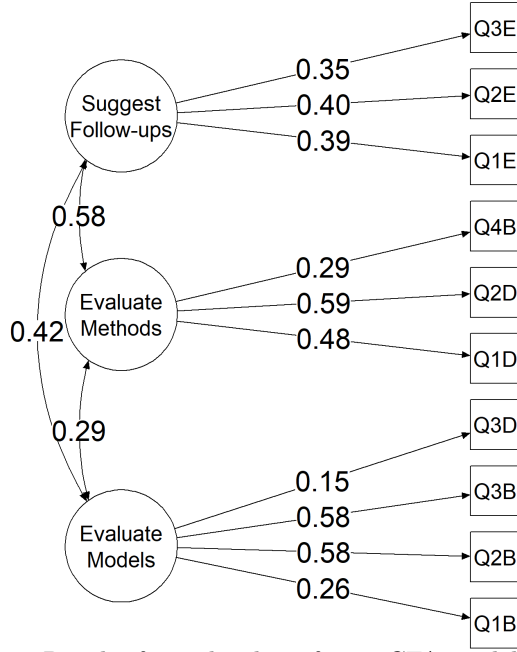 Q3E
0.35
Suggest
Follow-ups
0.40
Q2E
0.39
Q1E
0.58
Q4B
0.29
Evaluate
Methods
0.59
Q2D
0.48
Q1D
0.42
0.29
Q3D
0.15
Q3B
0.58
Evaluate
Models
0.58
Q2B
0.26
Q1B